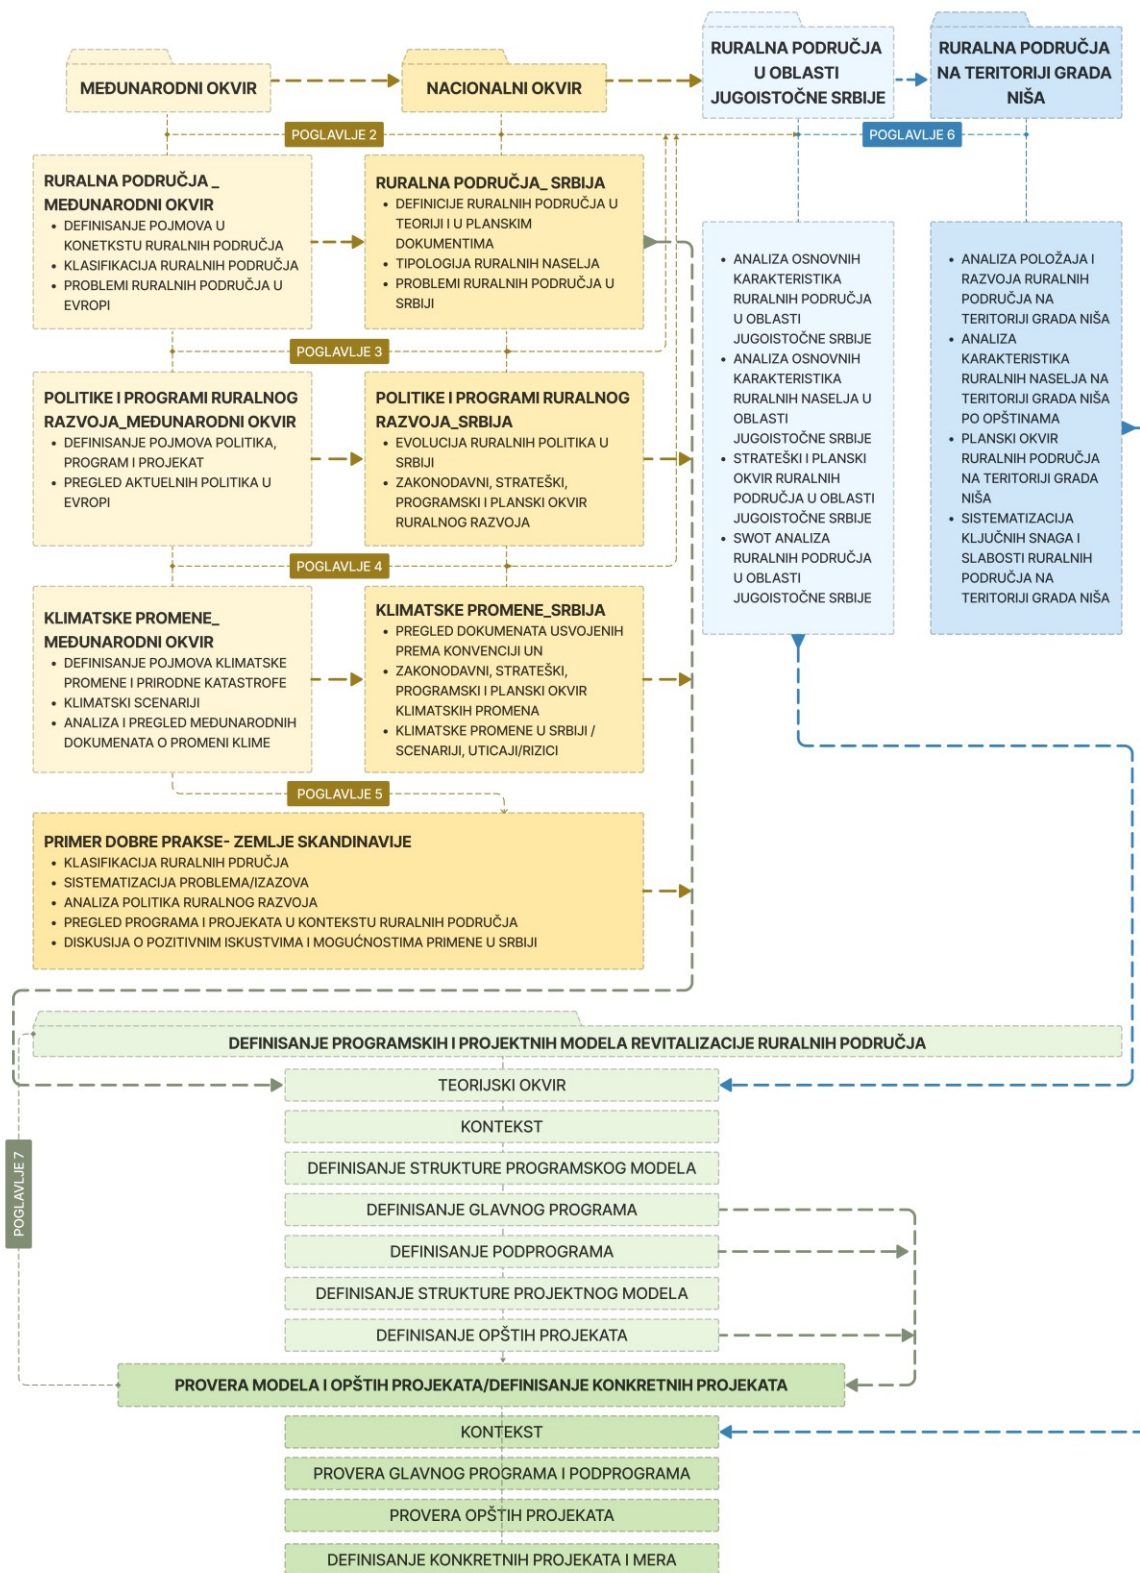 MEĐUNARODNI OKVIR
NACIONALNI OKVIR
RURALNA PODRUČJA
U OBLASTI
JUGOISTOČNE SRBIJE
RURALNA PODRUČJA
NA TERITORIJI GRADA
NIŠA
POGLAVLJE 2
POGLAVLJE 6
RURALNA PODRUČJA _
MEĐUNARODNI OKVIR
• DEFINISANJE POJMOVA U
KONETKSTU RURALNIH PODRUČJA
• KLASIFIKACIJA RURALNIH PODRUČJA
• PROBLEMI RURALNIH PODRUČJA U
EVROPI
RURALNA PODRUČJA_ SRBIJA
• DEFINICIJE RURALNIH PODRUČJA U
TEORIJI I U PLANSKIM
DOKUMENTIMA
• TIPOLOGIJA RURALNIH NASELJA
• PROBLEMI RURALNIH PODRUČJA U
SRBIJI
POGLAVLJE 3
POLITIKE I PROGRAMI RURALNOG
RAZVOJA_MEĐUNARODNI OKVIR
• DEFINISANJE POJMOVA POLITIKA,
PROGRAM I PROJEKAT
• PREGLED AKTUELNIH POLITIKA U
EVROPI
POLITIKE I PROGRAMI RURALNOG
RAZVOJA_SRBIJA
• EVOLUCIJA RURALNIH POLITIKA U
SRBIJI
• ZAKONODAVNI, STRATEŠKI,
PROGRAMSKI I PLANSKI OKVIR
RURALNOG RAZVOJA
POGLAVLJE 4
KLIMATSKE PROMENE_
MEĐUNARODNI OKVIR
• DEFINISANJE POJMOVA KLIMATSKE
PROMENE I PRIRODNE KATASTROFE
• KLIMATSKI SCENARIJI
• ANALIZA I PREGLED MEĐUNARODNIH
DOKUMENATA O PROMENI KLIME
KLIMATSKE PROMENE_SRBIJA
• PREGLED DOKUMENATA USVOJENIH
PREMA KONVENCIJI UN
• ZAKONODAVNI, STRATEŠKI,
PROGRAMSKI I PLANSKI OKVIR
KLIMATSKIH PROMENA
• KLIMATSKE PROMENE U SRBIJI /
SCENARIJI, UTICAJI/RIZICI
POGLAVLJE 5
PRIMER DOBRE PRAKSE- ZEMLJE SKANDINAVIJE
• KLASIFIKACIJA RURALNIH PDRUČJA
• SISTEMATIZACIJA PROBLEMA/IZAZOVA
• ANALIZA POLITIKA RURALNOG RAZVOJA
• PREGLED PROGRAMA I PROJEKATA U KONTEKSTU RURALNIH PODRUČJA
• DISKUSIJA O POZITIVNIM ISKUSTVIMA I MOGUĆNOSTIMA PRIMENE U SRBIJI
• ANALIZA OSNOVNIH
KARAKTERISTIKA
RURALNIH PODRUČJA
U OBLASTI
JUGOISTOČNE SRBIJE
• ANALIZA OSNOVNIH
KARAKTERISTIKA
RURALNIH NASELJA U
OBLASTI
JUGOISTOČNE SRBIJE
• STRATEŠKI I PLANSKI
OKVIR RURALNIH
PODRUČJA U OBLASTI
JUGOISTOČNE SRBIJE
• SWOT ANALIZA
RURALNIH PODRUČJA
U OBLASTI
JUGOISTOČNE SRBIJE
• ANALIZA POLOŽAJA I
RAZVOJA RURALNIH
PODRUČJA NA
TERITORIJI GRADA NIŠA
• ANALIZA
KARAKTERISTIKA
RURALNIH NASELJA NA
TERITORIJI GRADA NIŠA
PO OPŠTINAMA
• PLANSKI OKVIR
RURALNIH PODRUČJA
NA TERITORIJI GRADA
NIŠA
• SISTEMATIZACIJA
KLJUČNIH SNAGA I
SLABOSTI RURALNIH
PODRUČJA NA
TERITORIJI GRADA NIŠA
DEFINISANJE PROGRAMSKIH I PROJEKTNIH MODELA REVITALIZACIJE RURALNIH PODRUČJA
TEORIJSKI OKVIR
KONTEKST
DEFINISANJE STRUKTURE PROGRAMSKOG MODELA
POGLAVLJE 7
DEFINISANJE GLAVNOG PROGRAMA
DEFINISANJE PODPROGRAMA
DEFINISANJE STRUKTURE PROJEKTNOG MODELA
DEFINISANJE OPŠTIH PROJEKATA
PROVERA MODELA I OPŠTIH PROJEKATA/DEFINISANJE KONKRETNIH PROJEKATA
KONTEKST
PROVERA GLAVNOG PROGRAMA I PODPROGRAMA
PROVERA OPŠTIH PROJEKATA
DEFINISANJE KONKRETNIH PROJEKATA I MERA